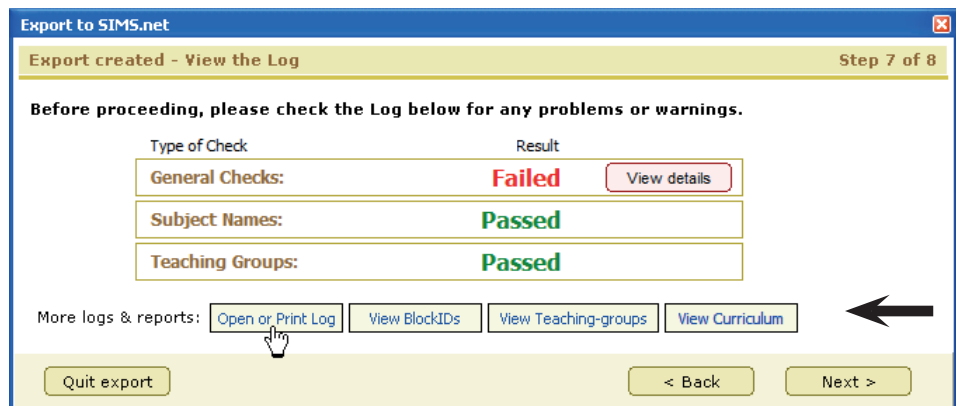 Export to SIMS.net
Export created - View the Log Step 7 of 8
Before proceeding, please check the Log below for any problems or warnings.
Type of Check Result
General Checks: Failed View details
Subject Names: Passed
Teaching Groups: Passed
More logs & reports: Open or Print Log View BlockIDs View Teaching-groups View Curriculum
Quit export < Back Next >